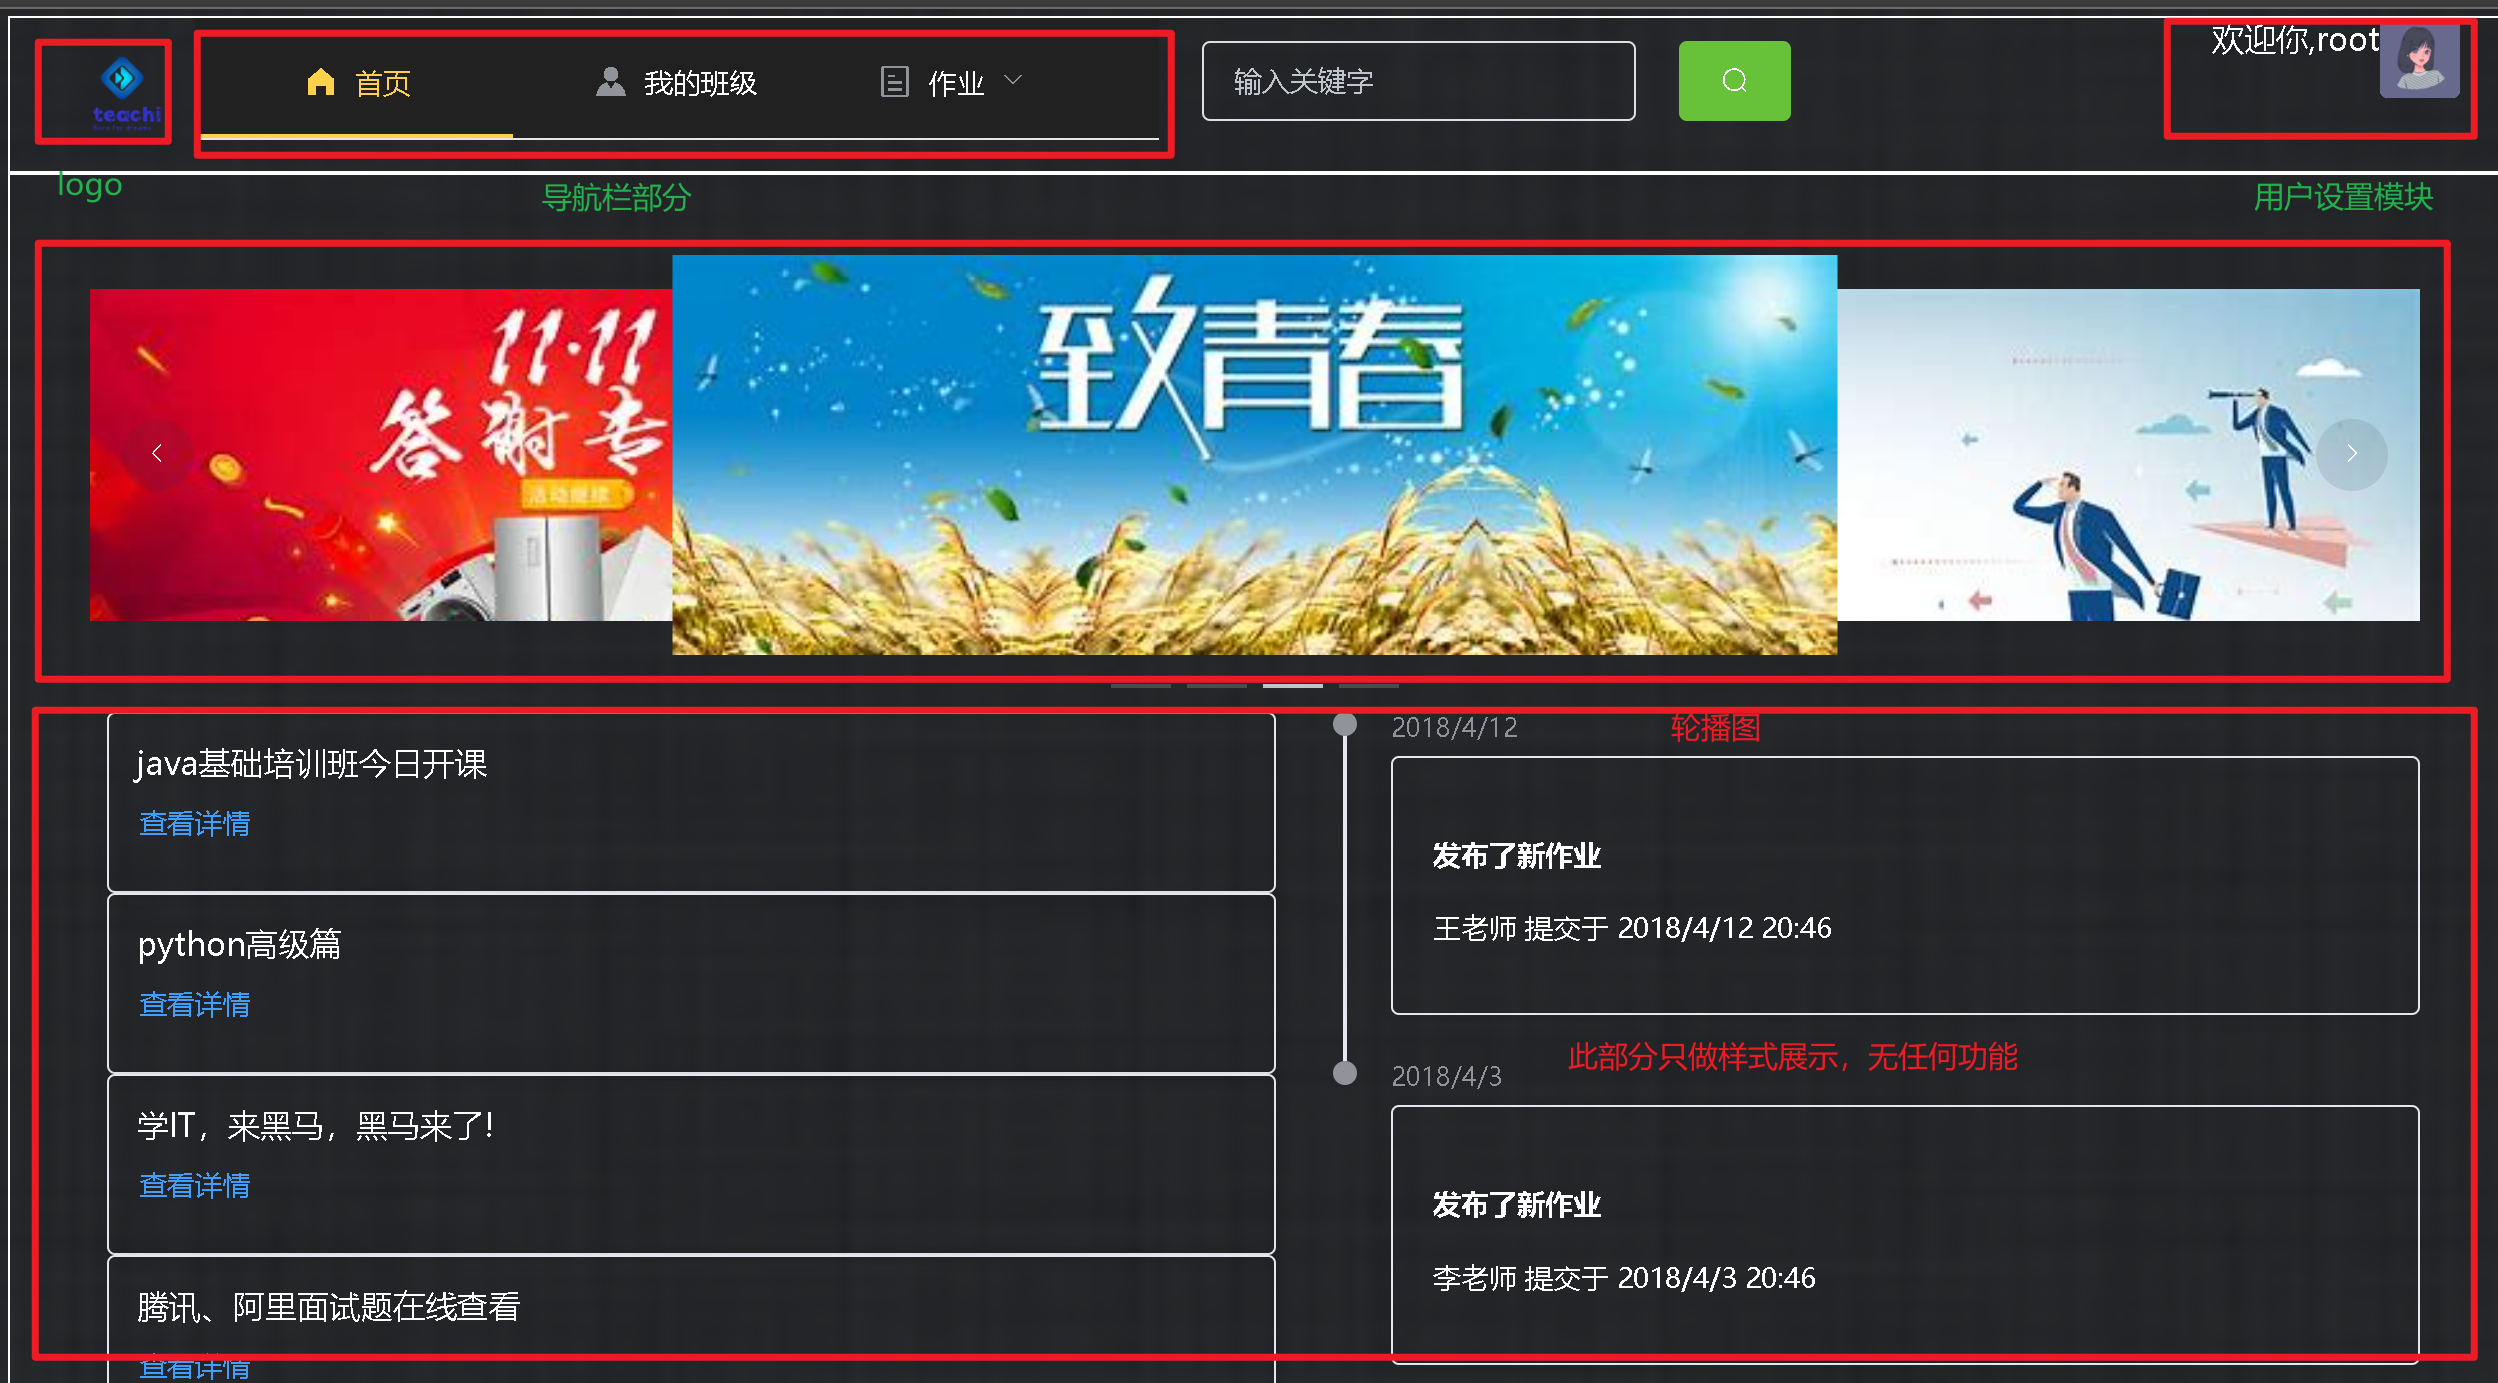 teachi
首页
我的班级
作业
输入关键字
欢迎你,root
logo
导航栏部分
用户设置模块
11·11
答谢专
活动继续
致青春
java基础培训班今日开课
查看详情
python高级篇
查看详情
学IT，来黑马，黑马来了！
查看详情
腾讯、阿里面试题在线查看
查看详情
2018/4/12
轮播图
发布了新作业
王老师 提交于 2018/4/12 20:46
此部分只做样式展示，无任何功能
2018/4/3
发布了新作业
李老师 提交于 2018/4/3 20:46